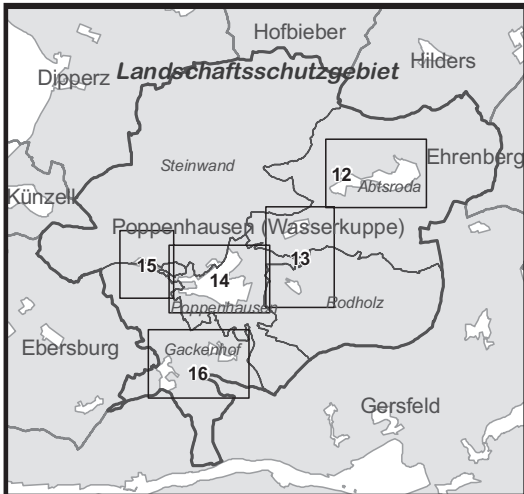 Hofbieber
Hilders
Dipperz
Landschaftsschutzgebiet
Steinwand
Ehrenberg
12
Abtsroda
Künzell
Poppenhausen (Wasserkuppe)
13
15
14
Poppenhausen
Rodholz
Ebersburg
Gackenhof
16
Gersfeld